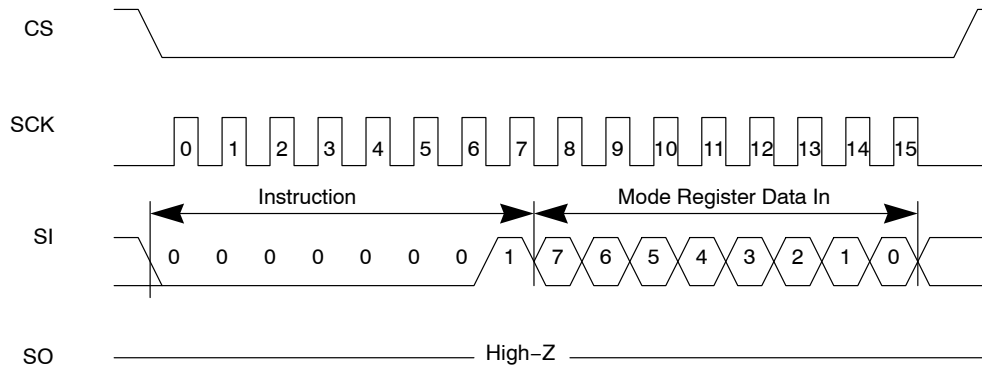 CS
SCK
0 1 2 3 4 5 6 7 8 9 10 11 12 13 14 15
Instruction Mode Register Data In
SI
0 0 0 0 0 0 0 1 7 6 5 4 3 2 1 0
SO
High−Z